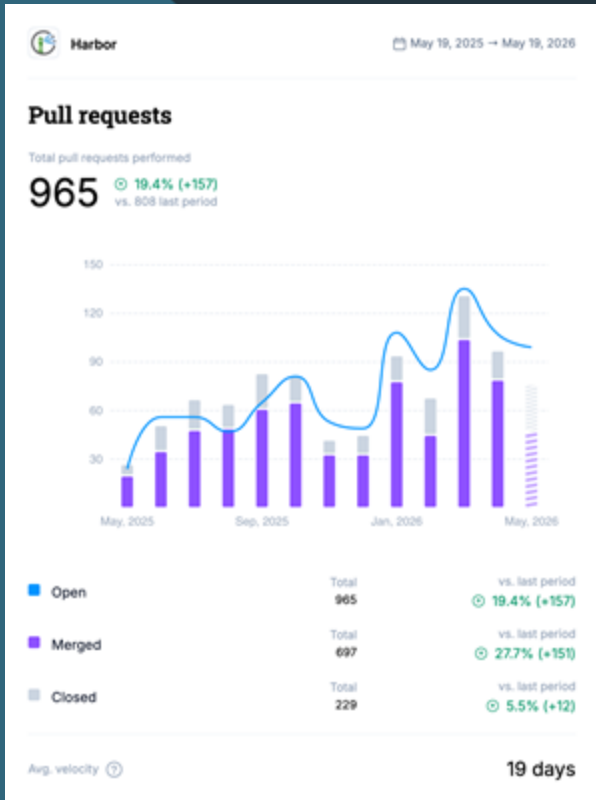 Harbor
May 19, 2025 → May 19, 2026
Pull requests
Total pull requests performed
965
19.4% (+157)
vs. 808 last period
150
120
90
60
30
May, 2025
Sep, 2025
Jan, 2026
May, 2026
Open
Total
965
vs. last period
19.4% (+157)
Merged
Total
697
vs. last period
27.7% (+151)
Closed
Total
229
vs. last period
5.5% (+12)
Avg. velocity ?
19 days